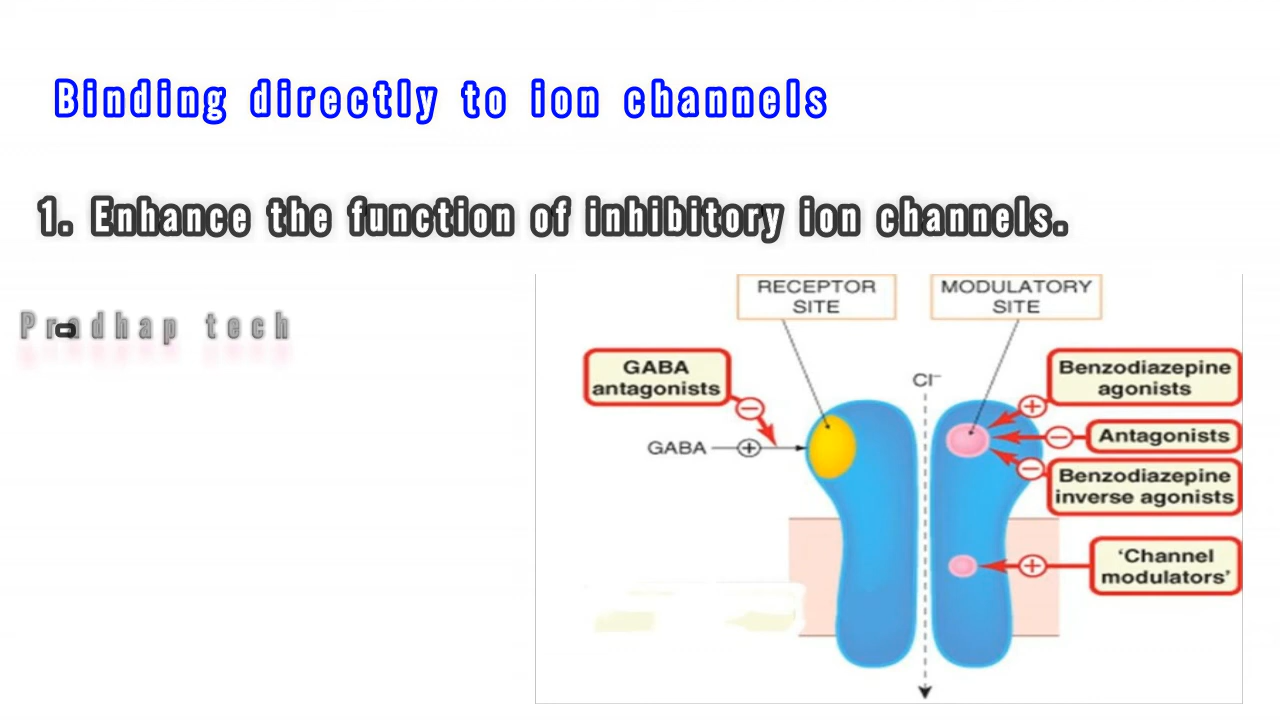 Binding directly to ion channels
1. Enhance the function of inhibitory ion channels.
Pradhap tech
RECEPTOR
SITE
MODULATORY
SITE
GABA
antagonists
Cl⁻
Benzodiazepine
agonists
Antagonists
GABA
Benzodiazepine
inverse agonists
'Channel
modulators'